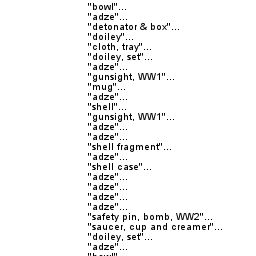 "bowl"...
"adze"...
"detonator & box"...
"doiley"...
"cloth, tray"...
"doiley, set"...
"adze"...
"gunsight, WW1"...
"mug"...
"adze"...
"shell"...
"gunsight, WW1"...
"adze"...
"adze"...
"shell fragment"...
"adze"...
"shell case"...
"adze"...
"adze"...
"adze"...
"adze"...
"safety pin, bomb, WW2"...
"saucer, cup and creamer"...
"doiley, set"...
"adze"...